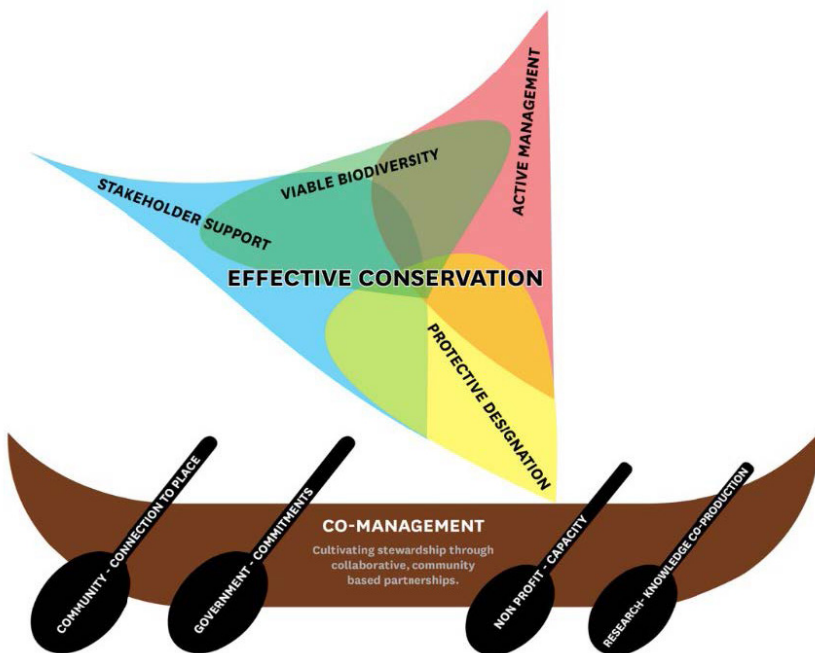 ACTIVE MANAGEMENT
VIABLE BIODIVERSITY
STAKEHOLDER SUPPORT
EFFECTIVE CONSERVATION
PROTECTIVE DESIGNATION
COMMUNITY - CONNECTION TO PLACE
GOVERNMENT - COMMITMENTS
CO-MANAGEMENT
Cultivating stewardship through
collaborative, community
based partnerships.
NON PROFIT - CAPACITY
RESEARCH- KNOWLEDGE CO-PRODUCTION